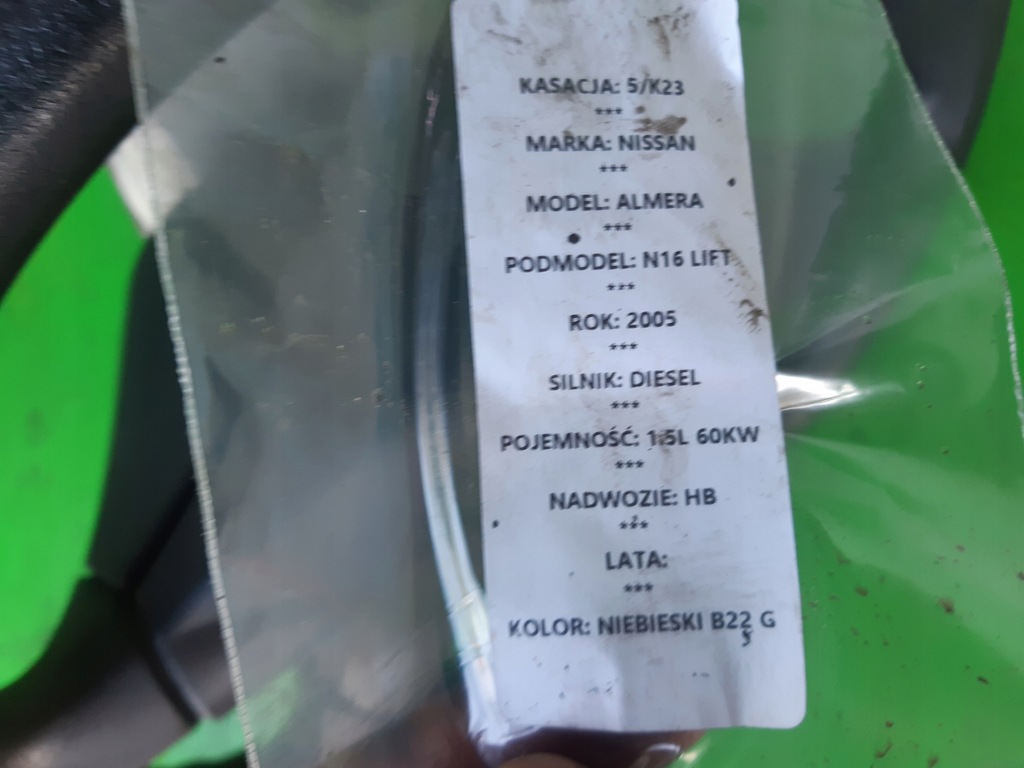 KASACJA: 5/K23
***
MARKA: NISSAN
***
MODEL: ALMERA
***
PODMODEL: N16 LIFT
***
ROK: 2005
***
SILNIK: DIESEL
***
POJEMNOŚĆ: 1.5L 60KW
***
NADWOZIE: HB
***
LATA:
***
KOLOR: NIEBIESKI B22 G